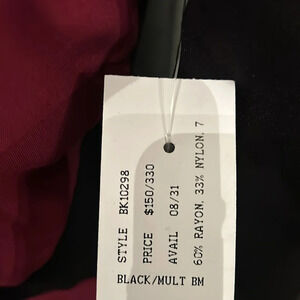 STYLE BK10298
PRICE $150/330
AVAIL 08/31
60% RAYON, 33% NYLON, 7
BLACK/MULT BM